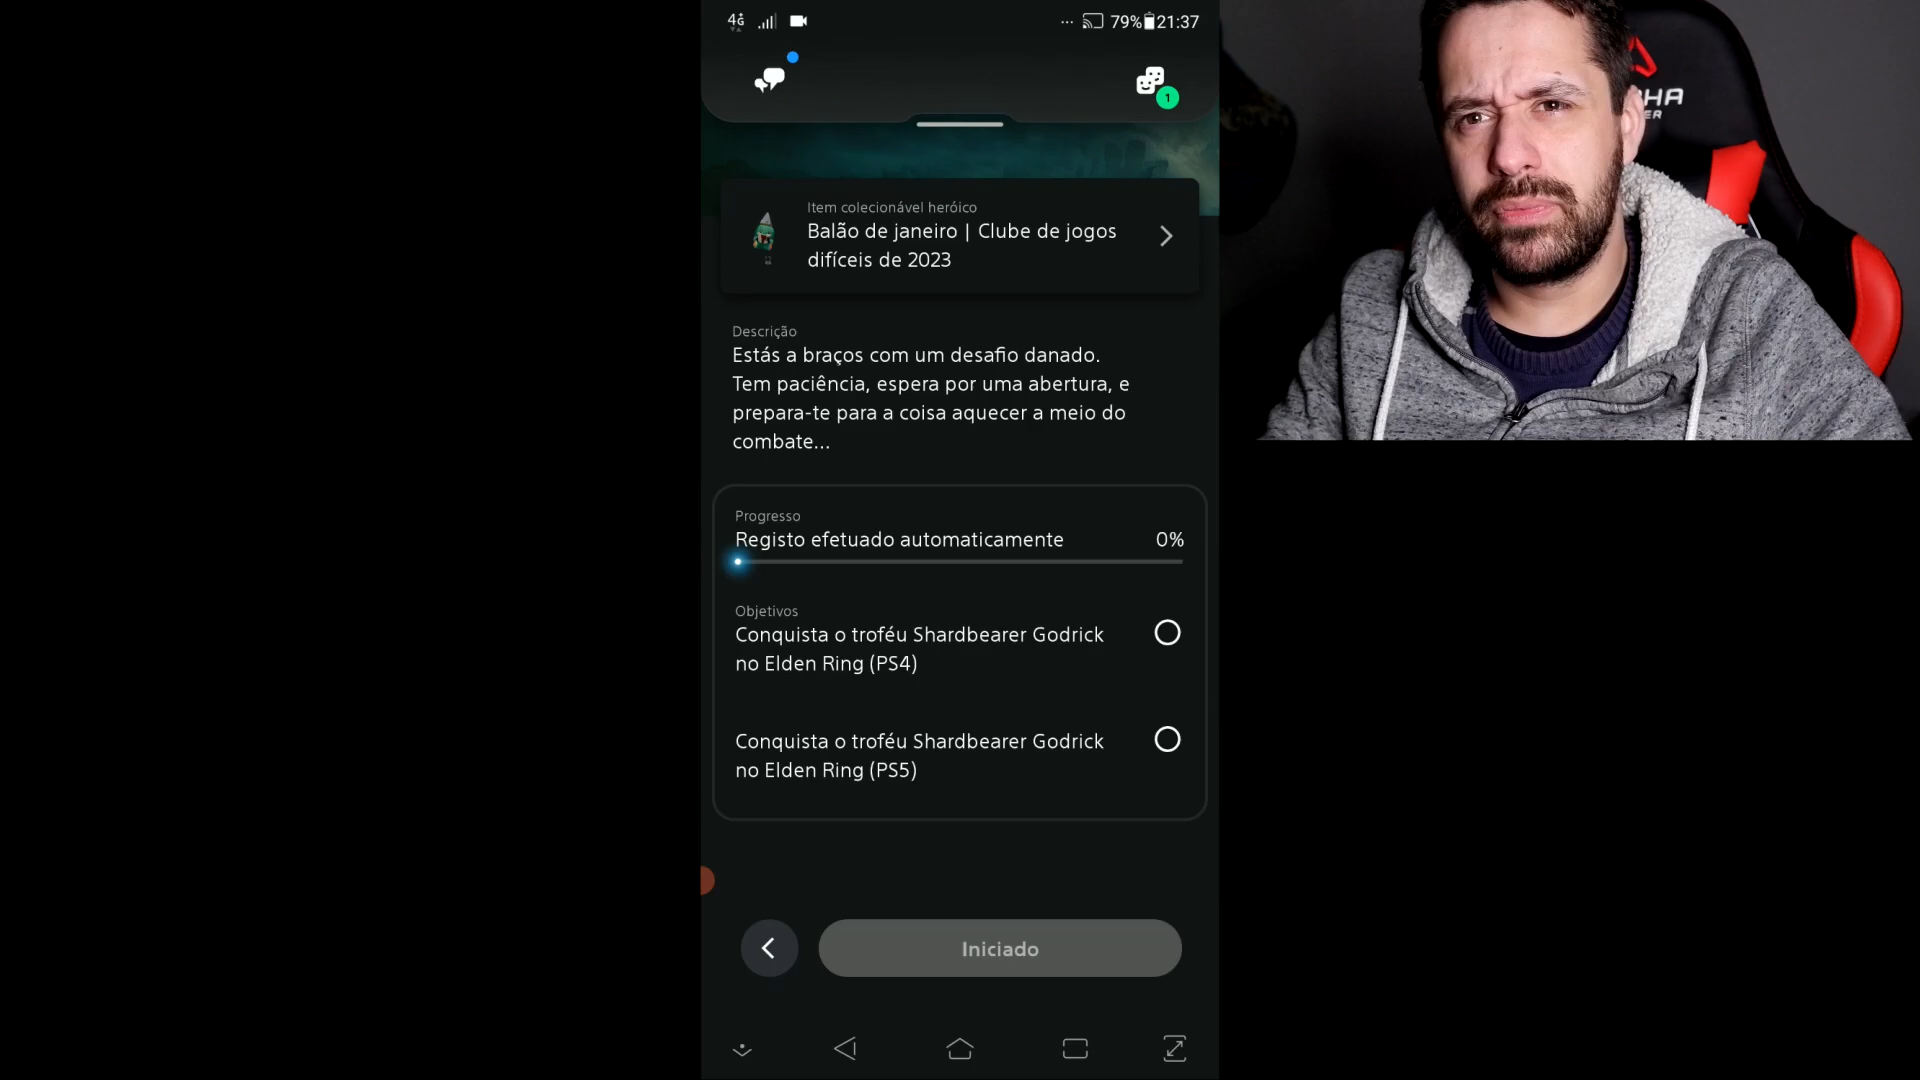 4G 79% 21:37
1
Item colecionável heróico
Balão de janeiro | Clube de jogos
difíceis de 2023
Descrição
Estás a braços com um desafio danado.
Tem paciência, espera por uma abertura, e
prepara-te para a coisa aquecer a meio do
combate...
Progresso
Registo efetuado automaticamente 0%
Objetivos
Conquista o troféu Shardbearer Godrick
no Elden Ring (PS4)
Conquista o troféu Shardbearer Godrick
no Elden Ring (PS5)
Iniciado